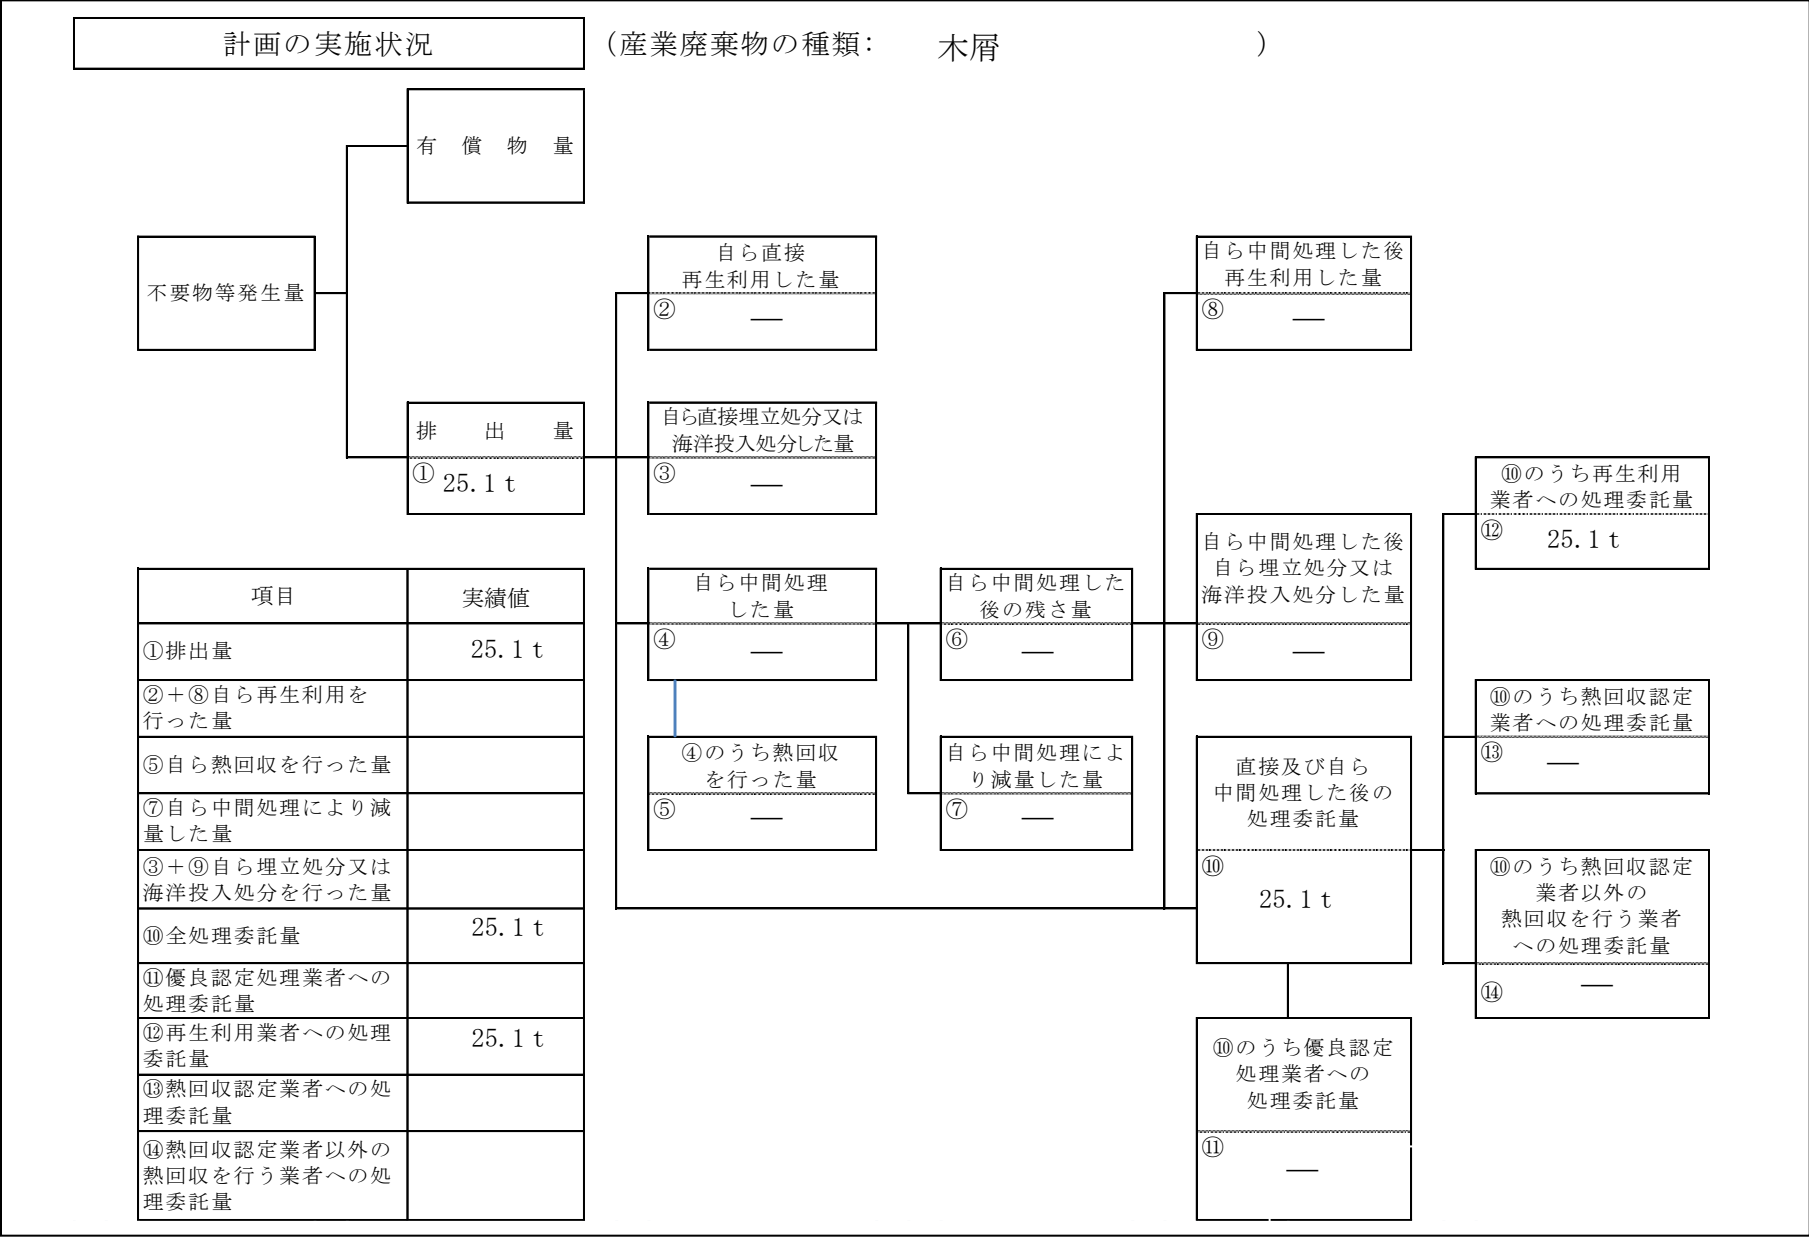 計画の実施状況
（産業廃棄物の種類： 木屑 ）
有償物量
不要物等発生量
排出量
① 25.1 t
自ら直接
再生利用した量
② ―
自ら直接埋立処分又は
海洋投入処分した量
③ ―
自ら中間処理
した量
④ ―
④のうち熱回収
を行った量
⑤ ―
自ら中間処理した
後の残さ量
⑥ ―
自ら中間処理によ
り減量した量
⑦ ―
自ら中間処理した後
再生利用した量
⑧ ―
自ら中間処理した後
自ら埋立処分又は
海洋投入処分した量
⑨ ―
直接及び自ら
中間処理した後の
処理委託量
⑩
25.1 t
⑩のうち優良認定
処理業者への
処理委託量
⑪
―
⑩のうち再生利用
業者への処理委託量
⑫ 25.1 t
⑩のうち熱回収認定
業者への処理委託量
⑬ ―
⑩のうち熱回収認定
業者以外の
熱回収を行う業者
への処理委託量
⑭ ―
項目 実績値
①排出量 25.1 t
②＋⑧自ら再生利用を
行った量
⑤自ら熱回収を行った量
⑦自ら中間処理により減
量した量
③＋⑨自ら埋立処分又は
海洋投入処分を行った量
⑩全処理委託量 25.1 t
⑪優良認定処理業者への
処理委託量
⑫再生利用業者への処理
委託量 25.1 t
⑬熱回収認定業者への処
理委託量
⑭熱回収認定業者以外の
熱回収を行う業者への処
理委託量